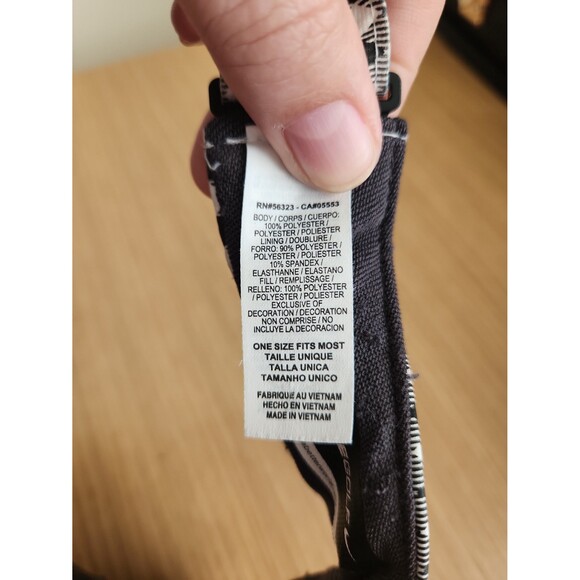 RN#56323 - CA#05553
BODY / CORPS / CUERPO:
100% POLYESTER /
POLYESTER / POLIESTER
LINING / DOUBLURE /
FORRO: 90% POLYESTER /
POLYESTER / POLIESTER
10% SPANDEX /
ELASTHANNE / ELASTANO
FILL / REMPLISSAGE /
RELLENO: 100% POLYESTER
/ POLYESTER / POLIESTER
EXCLUSIVE OF
DECORATION / DECORATION
NON COMPRISE / NO
INCLUYE LA DECORACION
ONE SIZE FITS MOST
TAILLE UNIQUE
TALLA UNICA
TAMANHO UNICO
FABRIQUÉ AU VIETNAM
HECHO EN VIETNAM
MADE IN VIETNAM